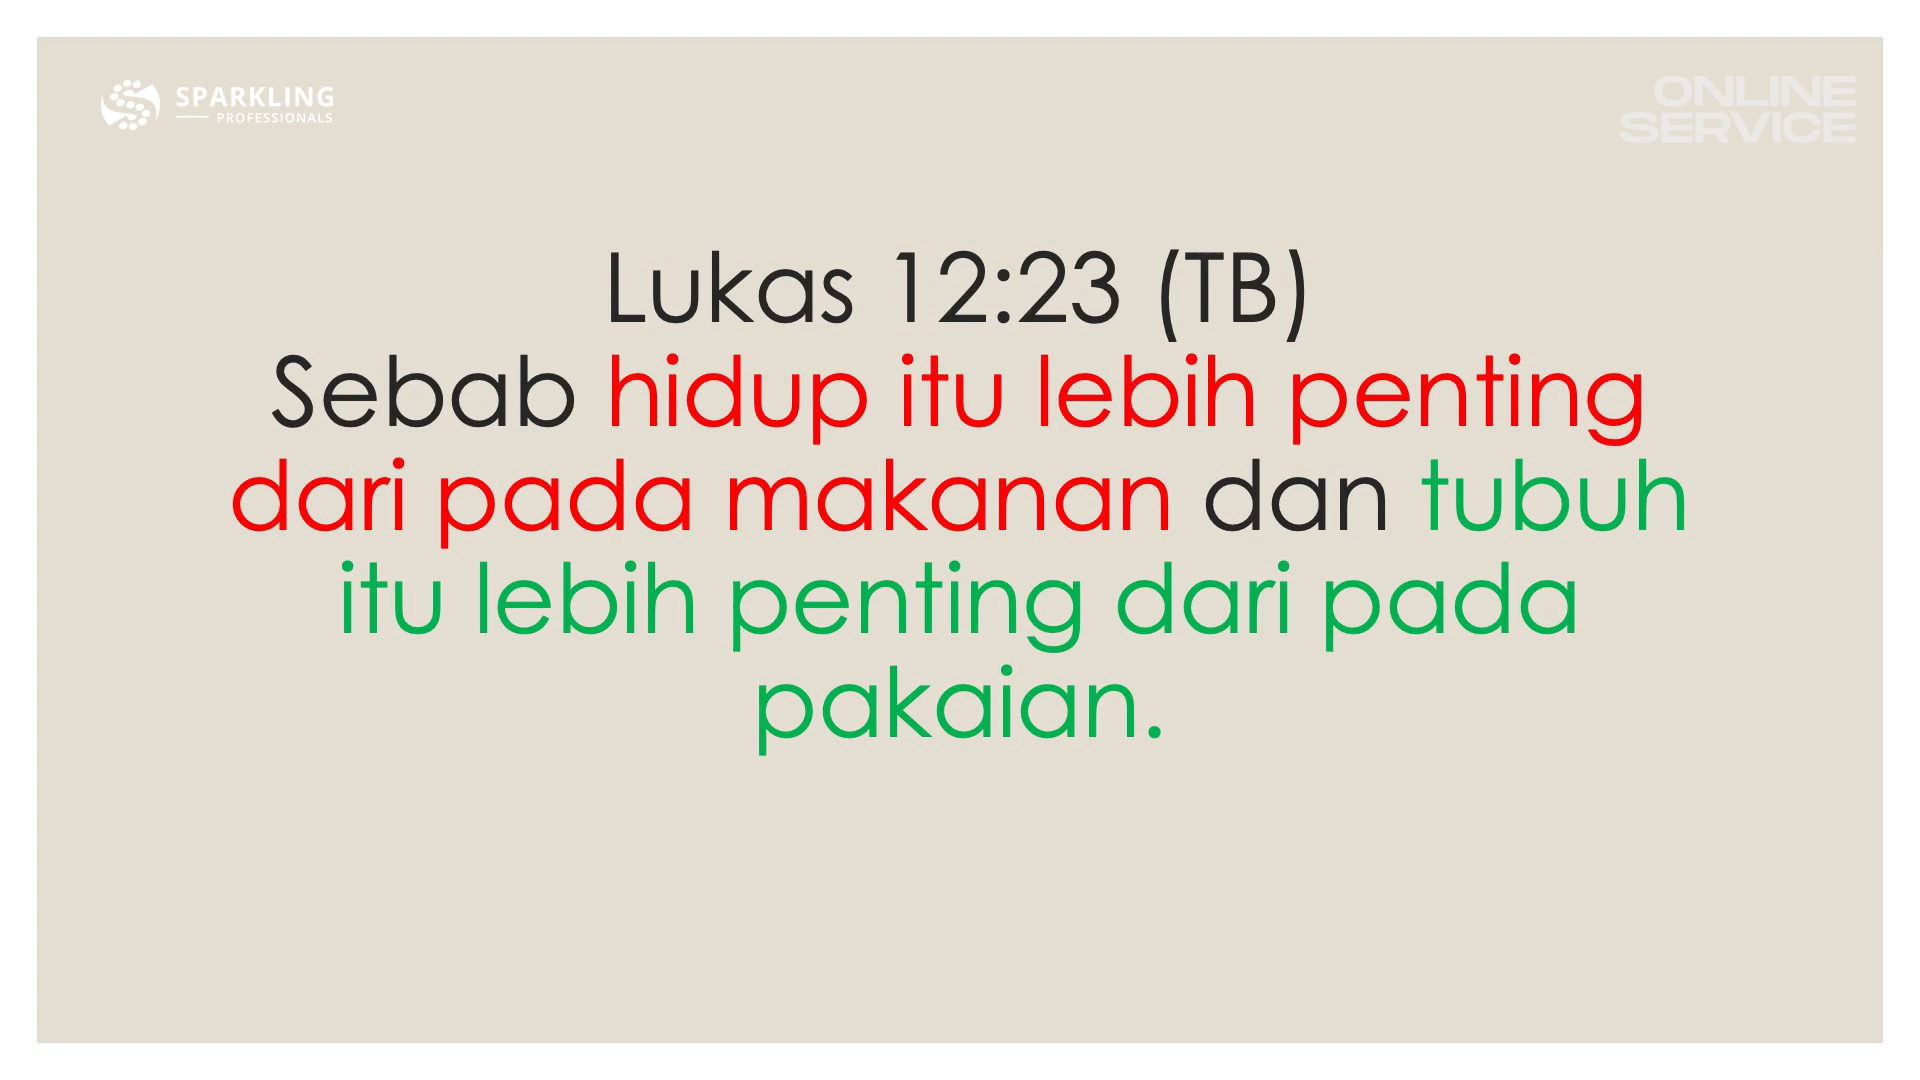 SPARKLING
PROFESSIONALS
ONLINE
SERVICE
Lukas 12:23 (TB)
Sebab hidup itu lebih penting
dari pada makanan dan tubuh
itu lebih penting dari pada
pakaian.